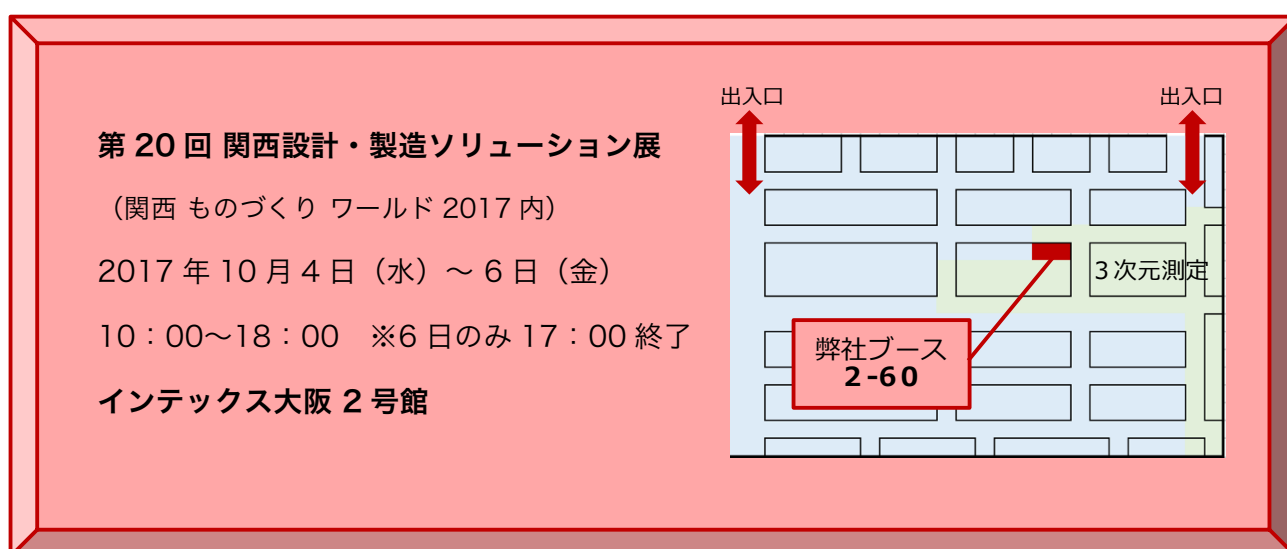 第 20 回 関西設計・製造ソリューション展
（関西 ものづくり ワールド 2017 内）
2017 年 10 月 4 日（水）～ 6 日（金）
10：00～18：00　※6 日のみ 17：00 終了
インテックス大阪 2 号館
出入口
出入口
３次元測定
弊社ブース
2-60